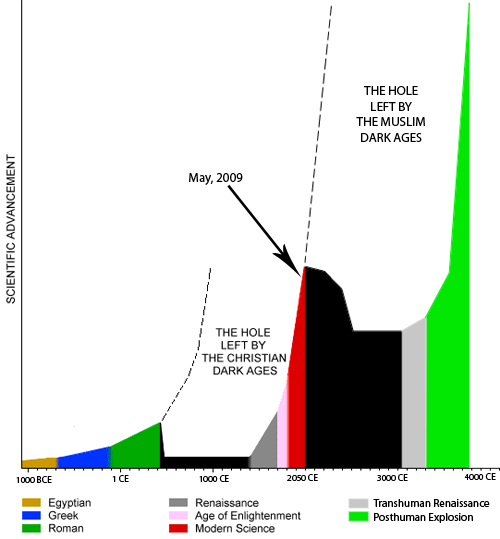 THE HOLE
LEFT BY
THE MUSLIM
DARK AGES
May, 2009
SCIENTIFIC ADVANCEMENT
THE HOLE
LEFT BY
THE CHRISTIAN
DARK AGES
1000 BCE 1 CE 1000 CE 2050 CE 3000 CE 4000 CE
Egyptian
Greek
Roman
Renaissance
Age of Enlightenment
Modern Science
Transhuman Renaissance
Posthuman Explosion